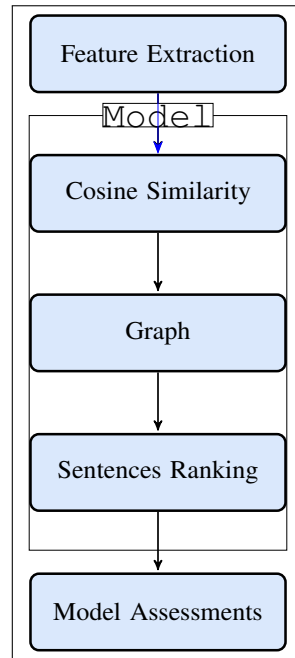 Feature Extraction
Model
Cosine Similarity
Graph
Sentences Ranking
Model Assessments